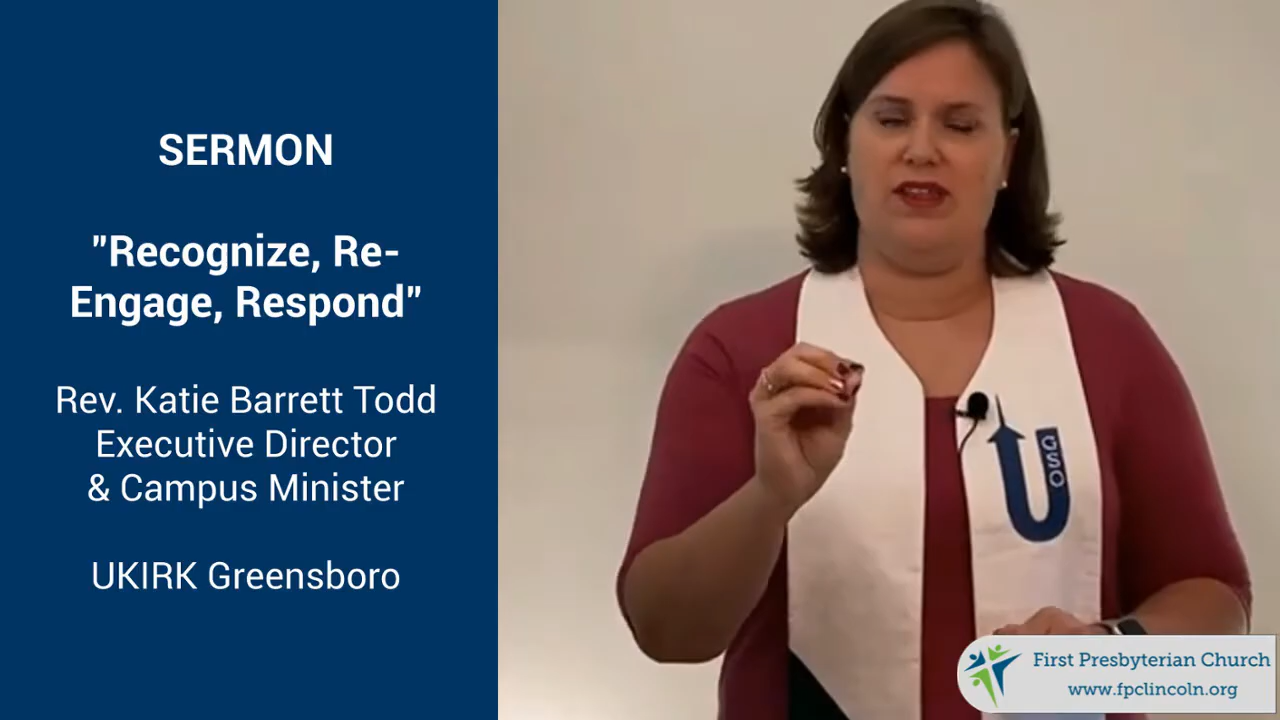 SERMON
"Recognize, Re-
Engage, Respond"
Rev. Katie Barrett Todd
Executive Director
& Campus Minister
UKIRK Greensboro
GSO
First Presbyterian Church
www.fpclincoln.org